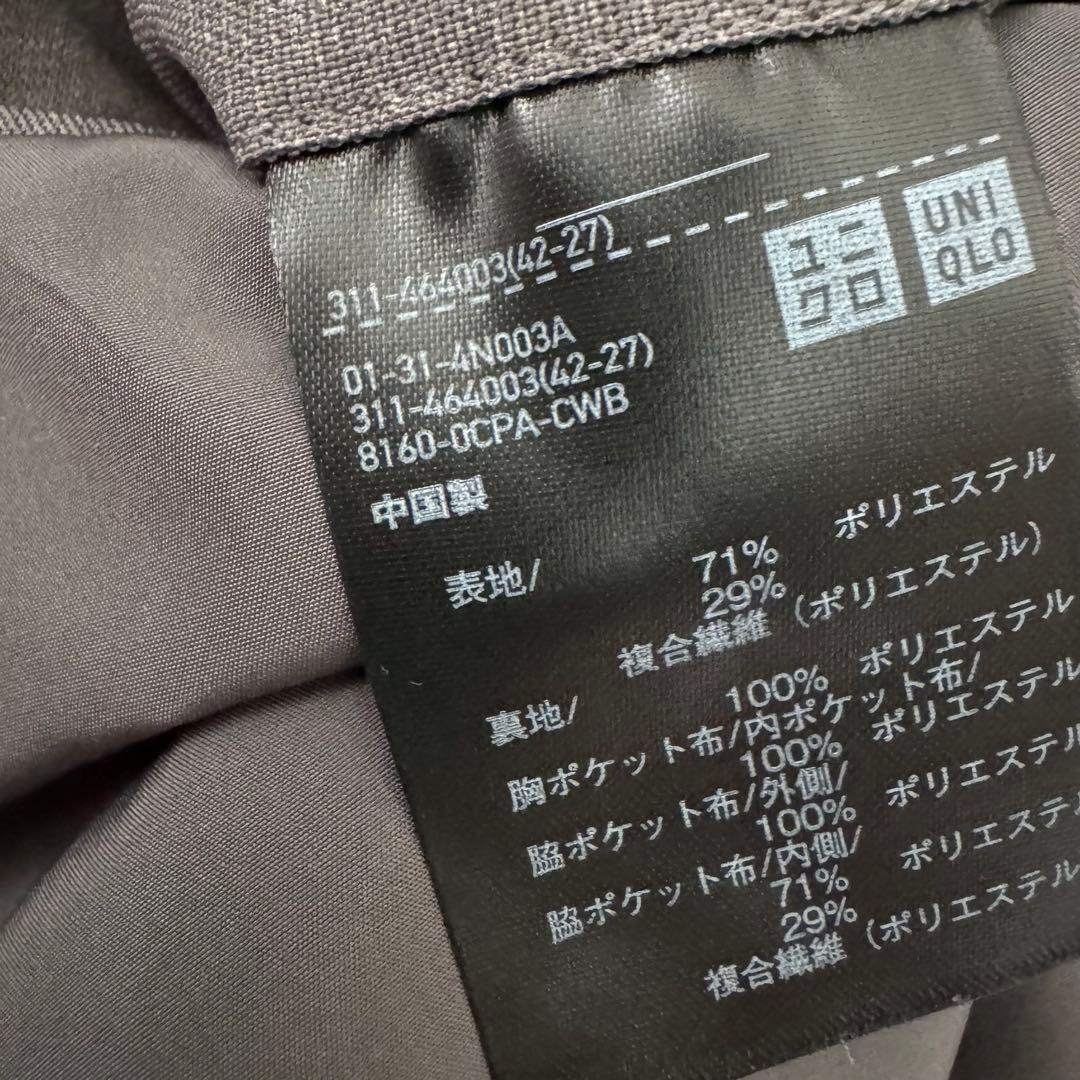 311-464003(42-27)
ユニ
クロ
UNI
QLO
01-31-4N003A
311-464003(42-27)
8160-0CPA-CWB
中国製
表地/
71% ポリエステル
29%
複合繊維 (ポリエステル)
裏地/
100% ポリエステル
胸ポケット布/内ポケット布/
100% ポリエステル
脇ポケット布/外側/
100% ポリエステル
脇ポケット布/内側/
71% ポリエステル
29%
複合繊維 (ポリエステル